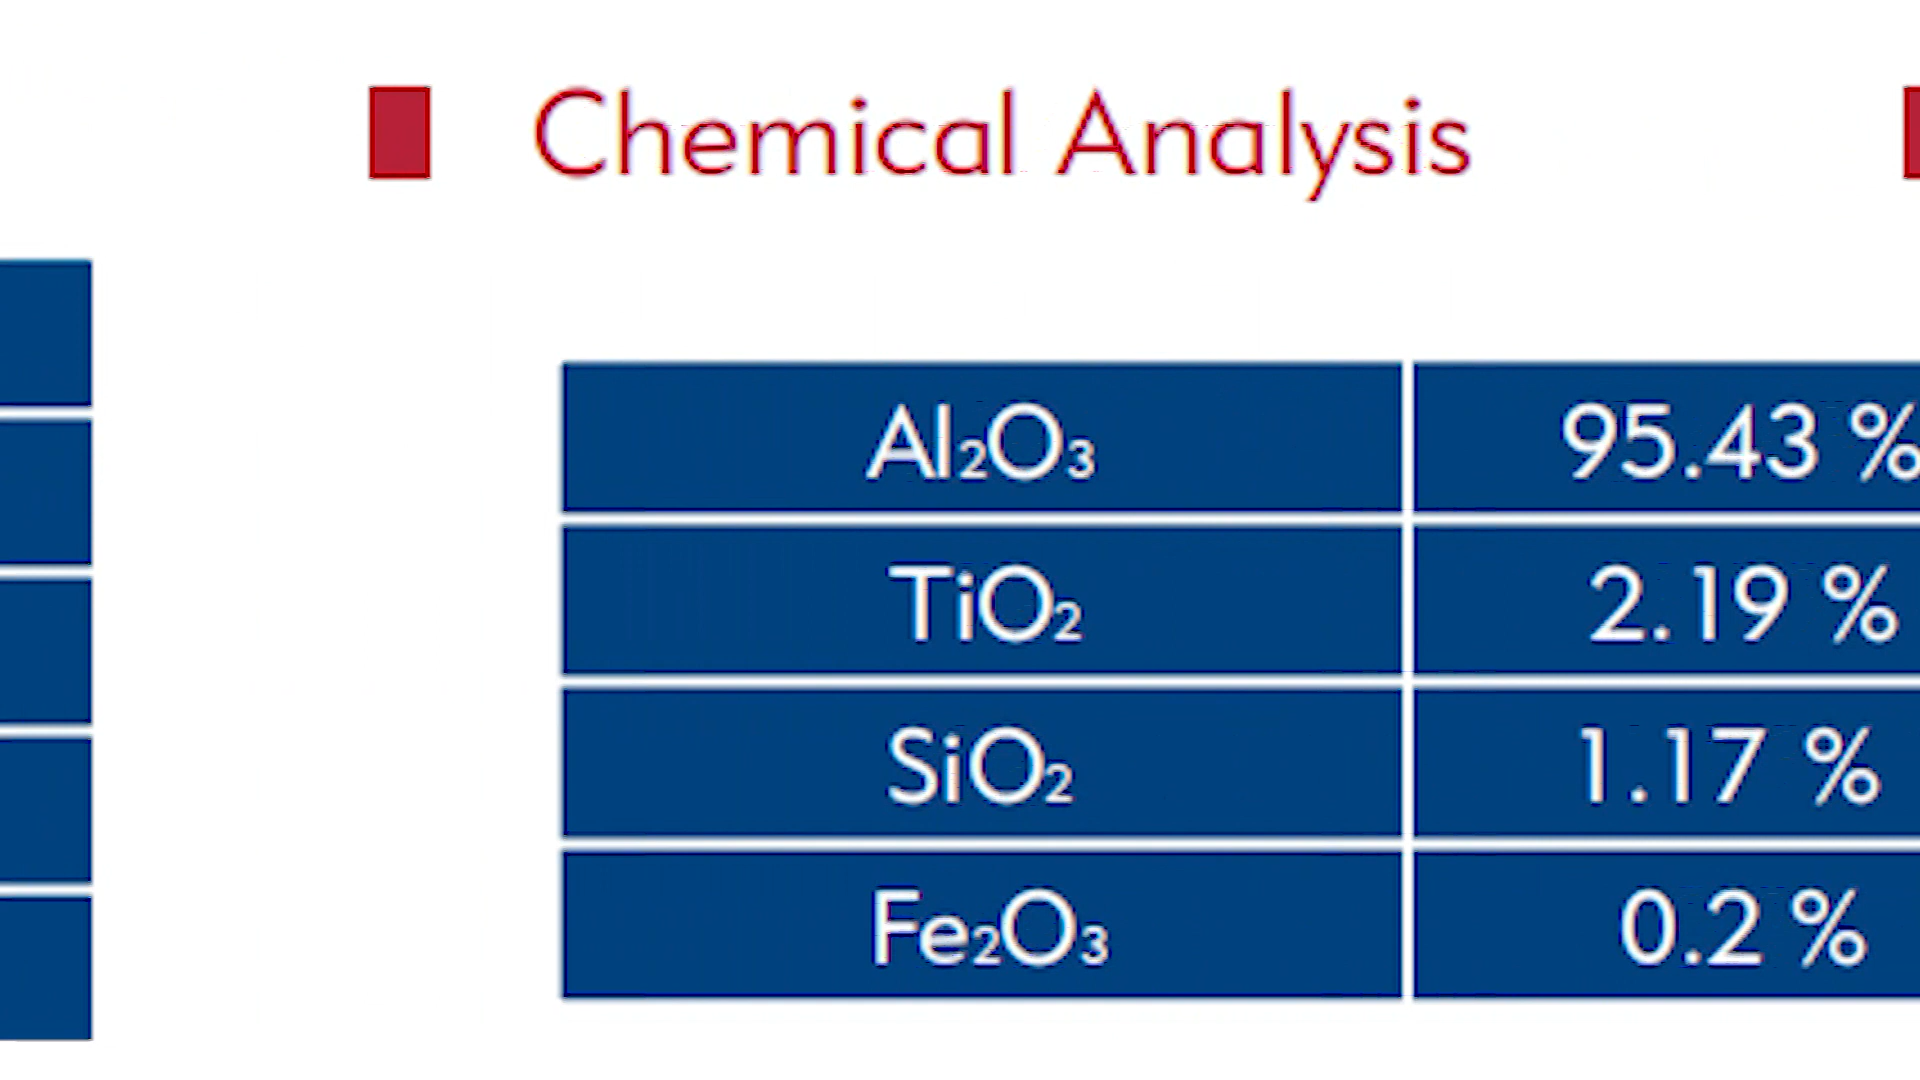 Chemical Analysis
Al₂O₃ 95.43 %
TiO₂ 2.19 %
SiO₂ 1.17 %
Fe₂O₃ 0.2 %